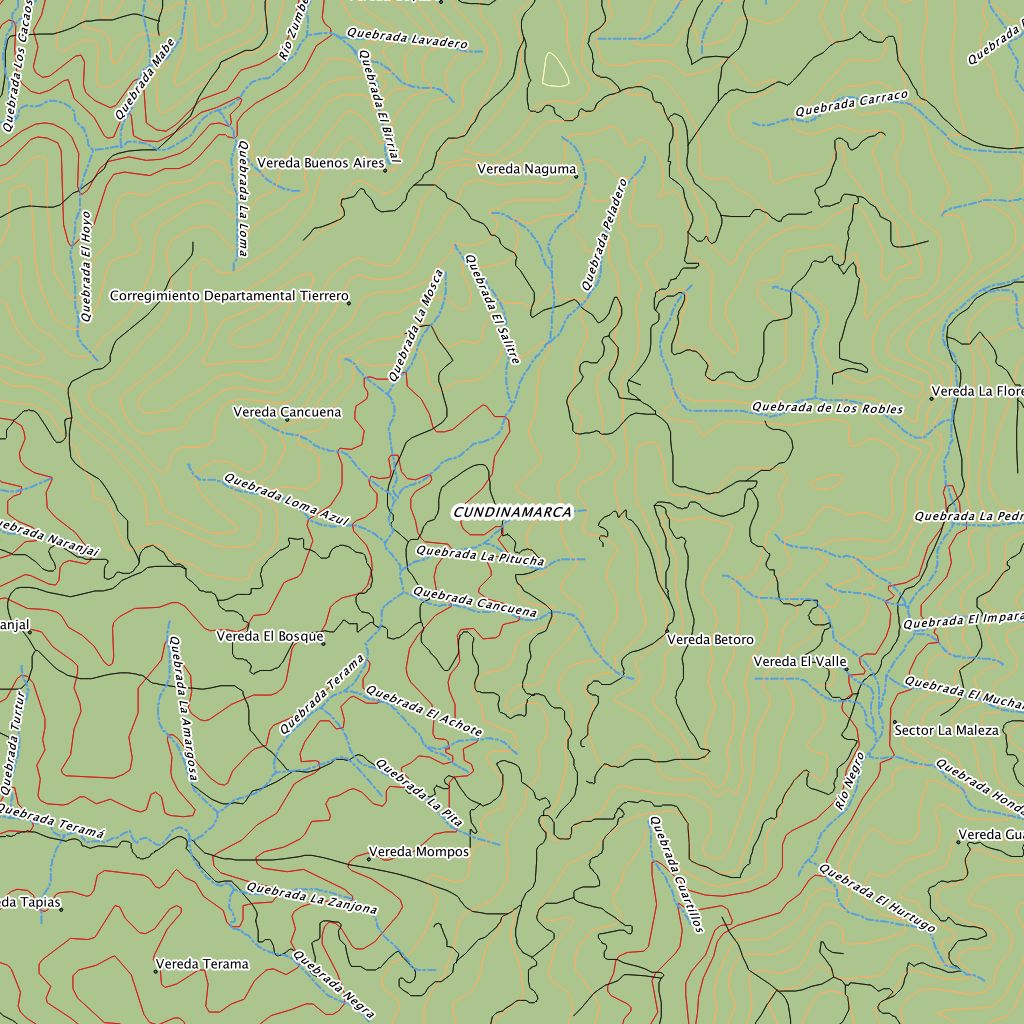 Quebrada Los Cacaos
Quebrada Mabe
Río Zumbe
Quebrada Lavadero
Quebrada El Birrial
Quebrada Carraco
Quebrada
Vereda Buenos Aires
Vereda Naguma
Quebrada La Loma
Quebrada Peladero
Quebrada El Hoyo
Corregimiento Departamental Tierrero
Quebrada La Mosca
Quebrada El Salitre
Vereda La Flore
Vereda Cancuena
Quebrada de Los Robles
Quebrada Loma Azul
CUNDINAMARCA
Quebrada La Pedr
uebrada Naranjal
Quebrada La Pitucha
Quebrada Cancuena
anjal
Vereda El Bosque
Quebrada El Impara
Vereda Betoro
Vereda El Valle
Quebrada Terama
Quebrada La Amargosa
Quebrada Turtur
Quebrada El Achote
Quebrada El Muchar
Sector La Maleza
Río Negro
Quebrada La Pita
Quebrada Hond
Quebrada Teramá
Vereda Mompos
Vereda Gua
Quebrada Cuartillos
Quebrada La Zanjona
Quebrada El Hurtugo
da Tapias
Vereda Terama
Quebrada Negra